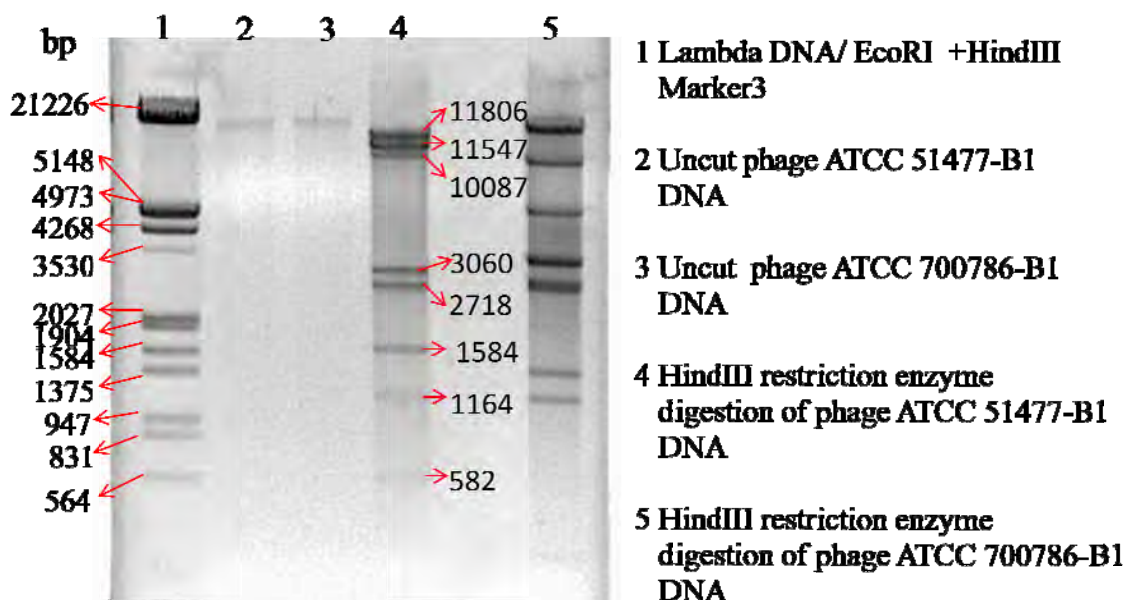 1 2 3 4 5
bp
21226
5148
4973
4268
3530
2027
1904
1584
1375
947
831
564
11806
11547
10087
3060
2718
1584
1164
582
1 Lambda DNA/ EcoRI +HindIII
Marker3
2 Uncut phage ATCC 51477-B1
DNA
3 Uncut phage ATCC 700786-B1
DNA
4 HindIII restriction enzyme
digestion of phage ATCC 51477-B1
DNA
5 HindIII restriction enzyme
digestion of phage ATCC 700786-B1
DNA